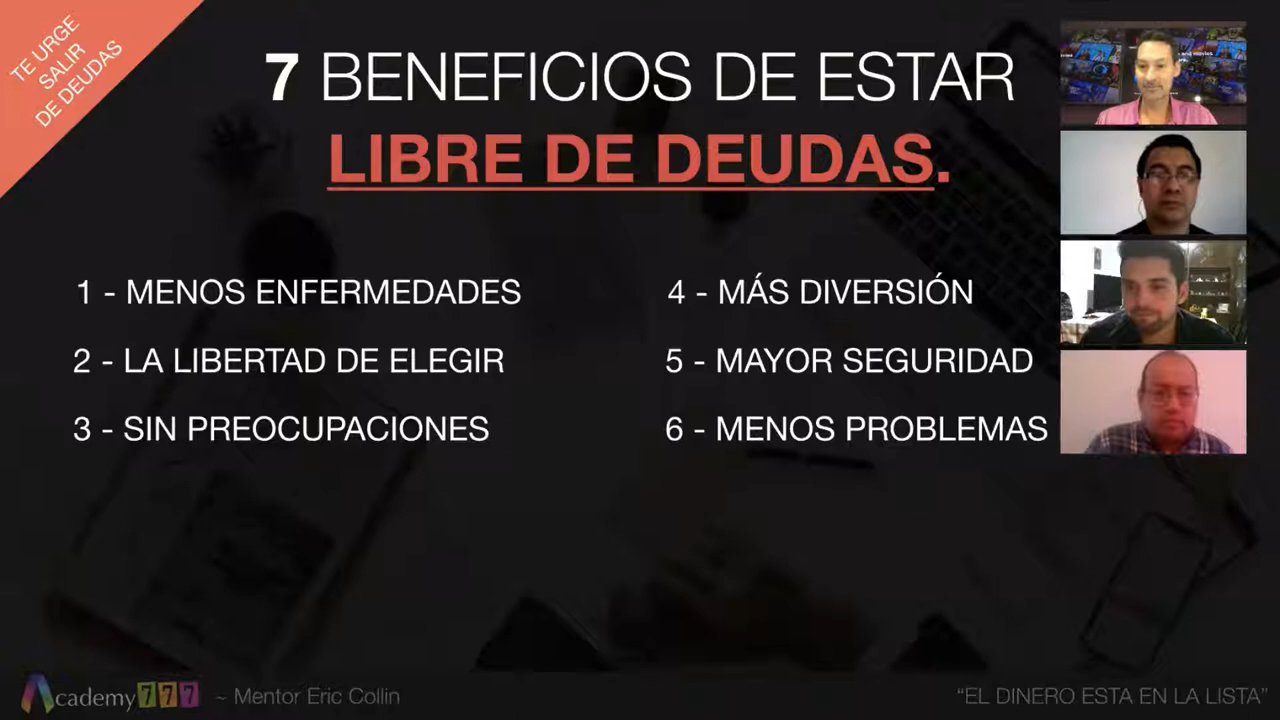 TE URGE
SALIR
DE DEUDAS
7 BENEFICIOS DE ESTAR
LIBRE DE DEUDAS.
1 - MENOS ENFERMEDADES
2 - LA LIBERTAD DE ELEGIR
3 - SIN PREOCUPACIONES
4 - MÁS DIVERSIÓN
5 - MAYOR SEGURIDAD
6 - MENOS PROBLEMAS
Academy777 ~ Mentor Eric Collin
“EL DINERO ESTA EN LA LISTA”